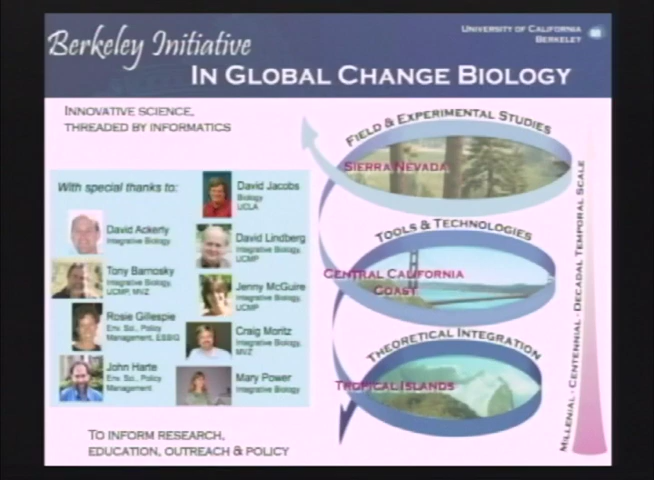 Berkeley Initiative
UNIVERSITY OF CALIFORNIA
BERKELEY
IN GLOBAL CHANGE BIOLOGY
INNOVATIVE SCIENCE,
THREADED BY INFORMATICS
With special thanks to:
David Jacobs
Biology
UCLA
David Ackerly
Integrative Biology
David Lindberg
Integrative Biology,
UCMP
Tony Barnosky
Integrative Biology,
UCMP, MVZ
Jenny McGuire
Integrative Biology,
UCMP
Rosie Gillespie
Env. Sci., Policy
Management, ESSIG
Craig Moritz
Integrative Biology,
MVZ
John Harte
Env. Sci., Policy
Management
Mary Power
Integrative Biology
TO INFORM RESEARCH,
EDUCATION, OUTREACH & POLICY
FIELD & EXPERIMENTAL STUDIES
SIERRA NEVADA
TOOLS & TECHNOLOGIES
CENTRAL CALIFORNIA
COAST
THEORETICAL INTEGRATION
TROPICAL ISLANDS
MILLENIAL - CENTENNIAL - DECADAL TEMPORAL SCALE